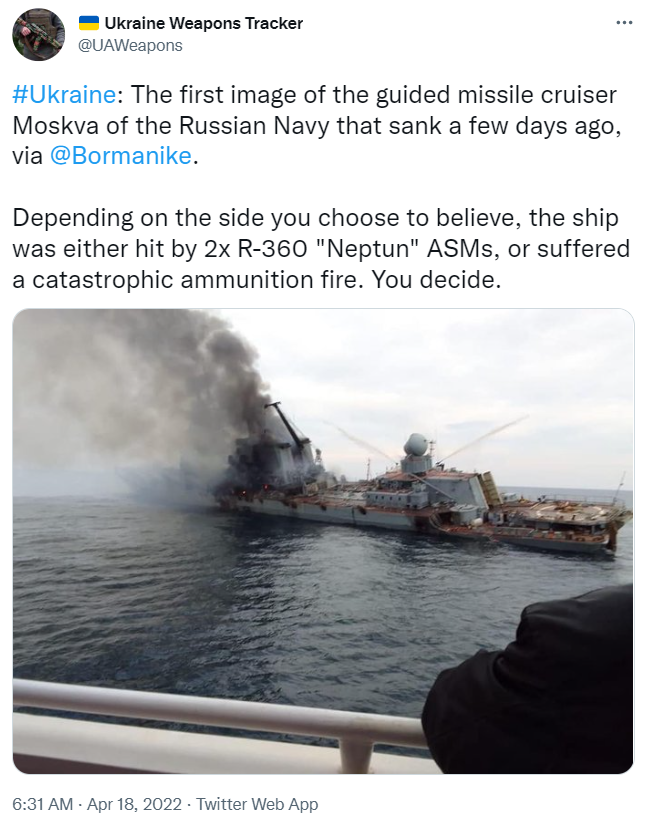 Ukraine Weapons Tracker
@UAWeapons
#Ukraine: The first image of the guided missile cruiser
Moskva of the Russian Navy that sank a few days ago,
via @Bormanike.
Depending on the side you choose to believe, the ship
was either hit by 2x R-360 "Neptun" ASMs, or suffered
a catastrophic ammunition fire. You decide.
6:31 AM · Apr 18, 2022 · Twitter Web App